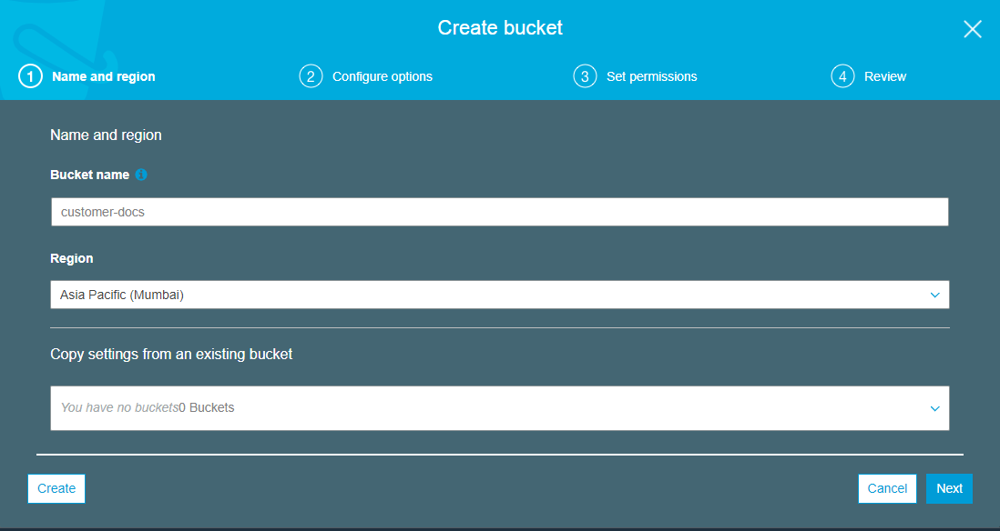 Create bucket
1 Name and region 2 Configure options 3 Set permissions 4 Review
Name and region
Bucket name
customer-docs
Region
Asia Pacific (Mumbai)
Copy settings from an existing bucket
You have no buckets0 Buckets
Create Cancel Next